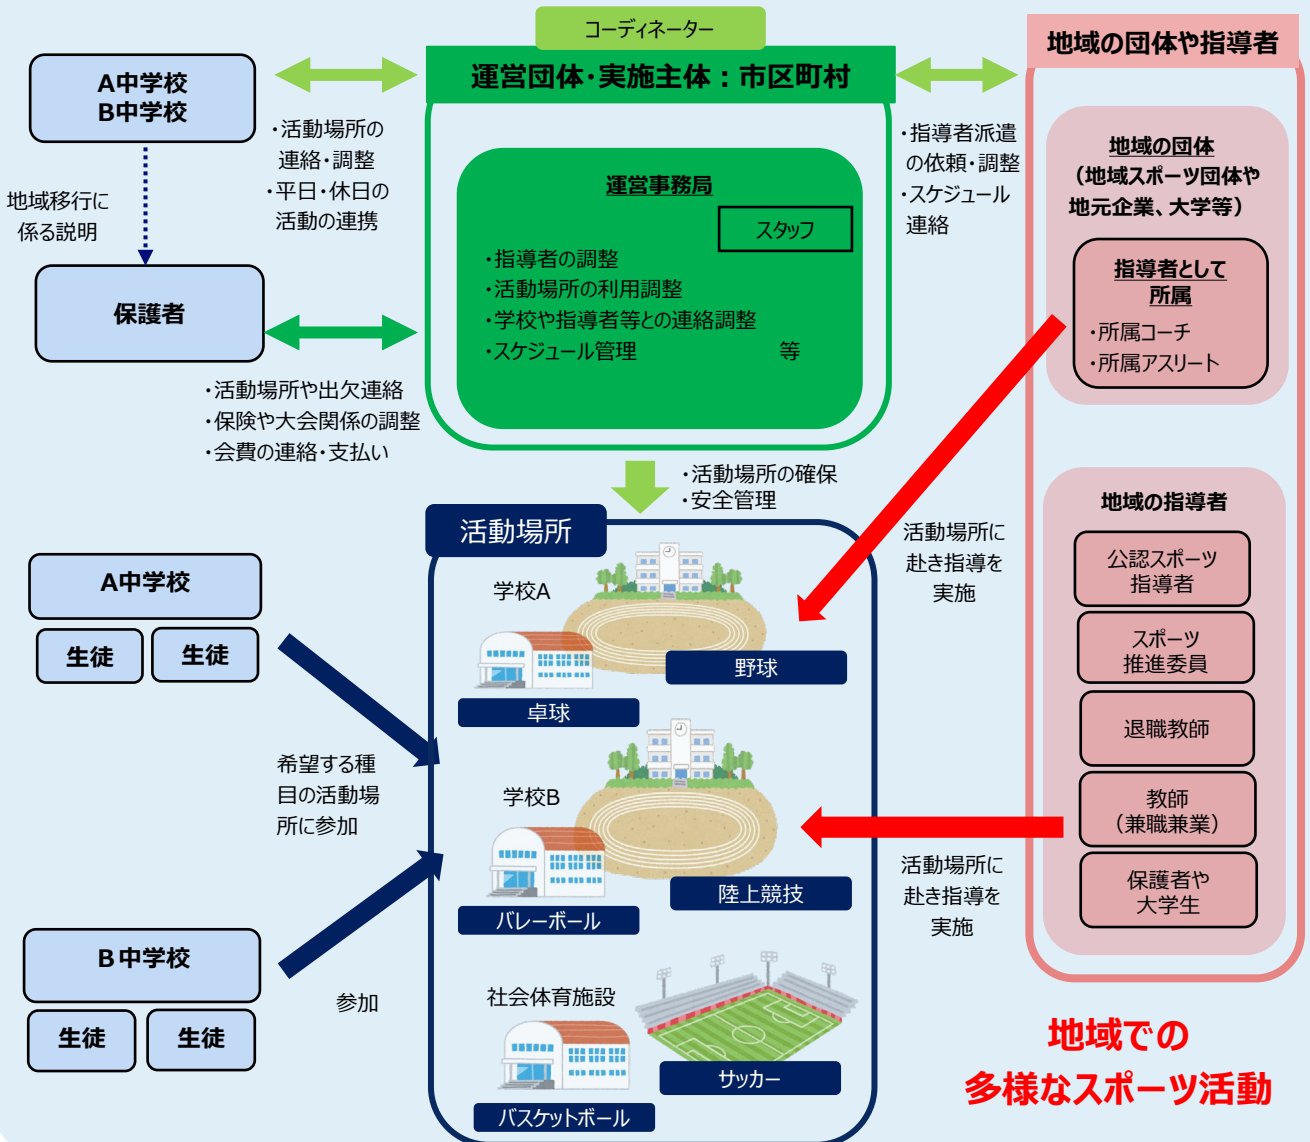 コーディネーター
運営団体・実施主体：市区町村
地域の団体や指導者
A中学校
B中学校
・活動場所の
連絡・調整
・平日・休日の
活動の連携
地域移行に
係る説明
保護者
・活動場所や出欠連絡
・保険や大会関係の調整
・会費の連絡・支払い
運営事務局
スタッフ
・指導者の調整
・活動場所の利用調整
・学校や指導者等との連絡調整
・スケジュール管理 等
・指導者派遣
の依頼・調整
・スケジュール
連絡
地域の団体
（地域スポーツ団体や
地元企業、大学等）
指導者として
所属
・所属コーチ
・所属アスリート
・活動場所の確保
・安全管理
活動場所
学校A
野球
卓球
学校B
陸上競技
バレーボール
社会体育施設
サッカー
バスケットボール
A中学校
生徒 生徒
希望する種
目の活動場
所に参加
B中学校
生徒 生徒
参加
活動場所に
赴き指導を
実施
活動場所に
赴き指導を
実施
地域の指導者
公認スポーツ
指導者
スポーツ
推進委員
退職教師
教師
（兼職兼業）
保護者や
大学生
地域での
多様なスポーツ活動